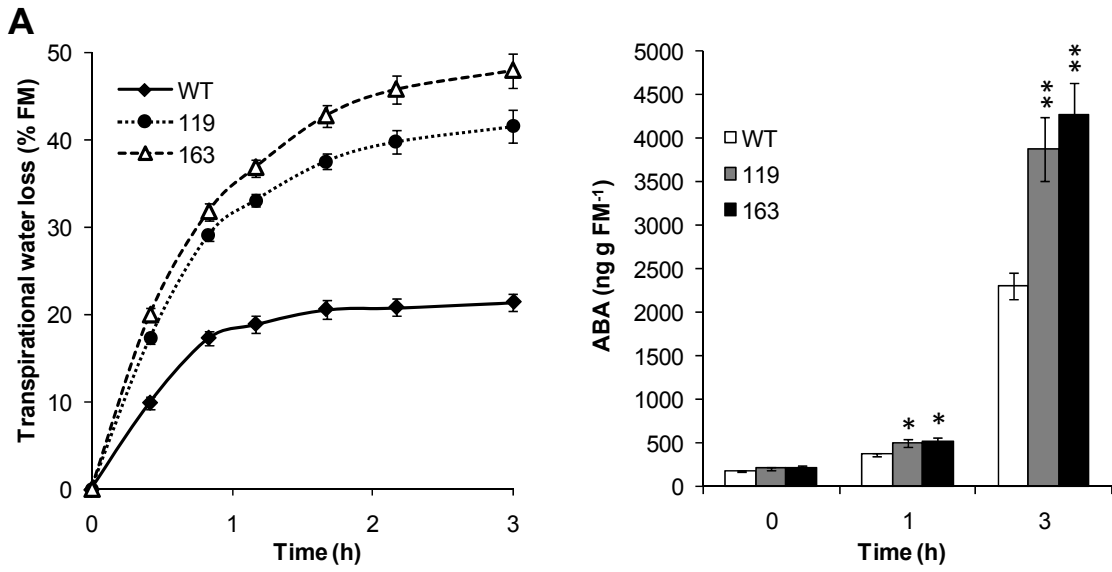 A
Transpirational water loss (% FM)
50
40
30
20
10
0
WT
119
163
0 1 2 3
Time (h)
ABA (ng g FM-1)
5000
4500
4000
3500
3000
2500
2000
1500
1000
500
0
WT
119
163
* *
** **
0 1 3
Time (h)